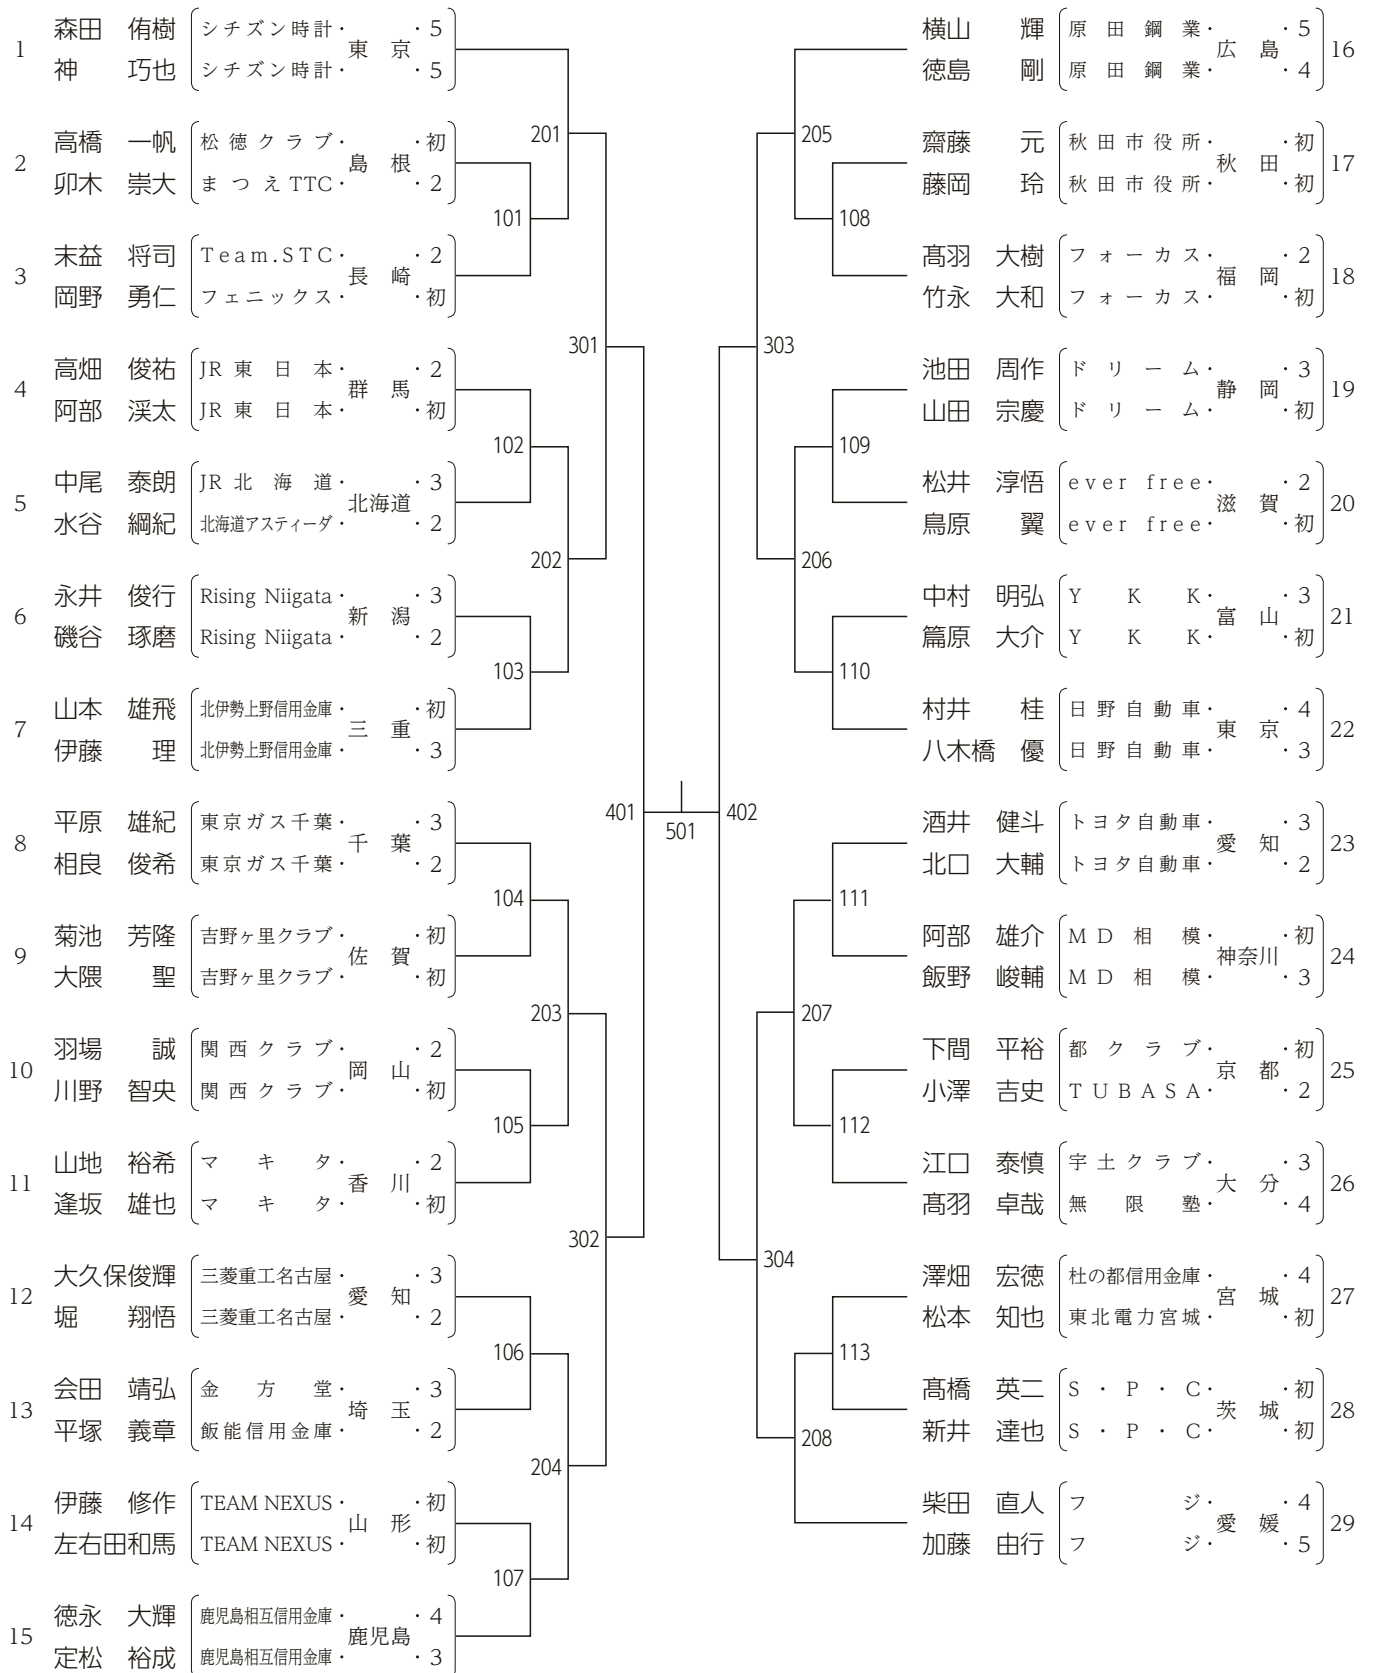 1 森田 侑樹 シチズン時計・東京・5
神 巧也 シチズン時計・・5
2 高橋 一帆 松徳クラブ・島根・初
卯木 崇大 まつえTTC・・2
3 末益 将司 Team.STC・長崎・2
岡野 勇仁 フェニックス・・初
4 高畑 俊祐 JR東日本・群馬・2
阿部 渓太 JR東日本・・初
5 中尾 泰朗 JR北海道・北海道・3
水谷 綱紀 北海道アスティーダ・・2
6 永井 俊行 Rising Niigata・新潟・3
磯谷 琢磨 Rising Niigata・・2
7 山本 雄飛 北伊勢上野信用金庫・三重・初
伊藤 理 北伊勢上野信用金庫・・3
8 平原 雄紀 東京ガス千葉・千葉・3
相良 俊希 東京ガス千葉・・2
9 菊池 芳隆 吉野ヶ里クラブ・佐賀・初
大隈 聖 吉野ヶ里クラブ・・初
10 羽場 誠 関西クラブ・岡山・2
川野 智央 関西クラブ・・初
11 山地 裕希 マキタ・香川・2
逢坂 雄也 マキタ・・初
12 大久保俊輝 三菱重工名古屋・愛知・3
堀 翔悟 三菱重工名古屋・・2
13 会田 靖弘 金方堂・埼玉・3
平塚 義章 飯能信用金庫・・2
14 伊藤 修作 TEAM NEXUS・山形・初
左右田和馬 TEAM NEXUS・・初
15 徳永 大輝 鹿児島相互信用金庫・鹿児島・4
定松 裕成 鹿児島相互信用金庫・・3
101
102
103
104
105
106
107
201
202
203
204
301
302
401
501
402
303
304
205
206
207
208
108
109
110
111
112
113
横山 輝 原田鋼業・広島・5 16
徳島 剛 原田鋼業・・4
齋藤 元 秋田市役所・秋田・初 17
藤岡 玲 秋田市役所・・初
髙羽 大樹 フォーカス・福岡・2 18
竹永 大和 フォーカス・・初
池田 周作 ドリーム・静岡・3 19
山田 宗慶 ドリーム・・初
松井 淳悟 ever free・滋賀・2 20
鳥原 翼 ever free・・初
中村 明弘 YKK・富山・3 21
篇原 大介 YKK・・初
村井 桂 日野自動車・東京・4 22
八木橋 優 日野自動車・・3
酒井 健斗 トヨタ自動車・愛知・3 23
北口 大輔 トヨタ自動車・・2
阿部 雄介 MD相模・神奈川・初 24
飯野 峻輔 MD相模・・3
下間 平裕 都クラブ・京都・初 25
小澤 吉史 TUBASA・・2
江口 泰慎 宇土クラブ・大分・3 26
髙羽 卓哉 無限塾・・4
澤畑 宏徳 杜の都信用金庫・宮城・4 27
松本 知也 東北電力宮城・・初
髙橋 英二 S・P・C・茨城・初 28
新井 達也 S・P・C・・初
柴田 直人 フジ・愛媛・4 29
加藤 由行 フジ・・5